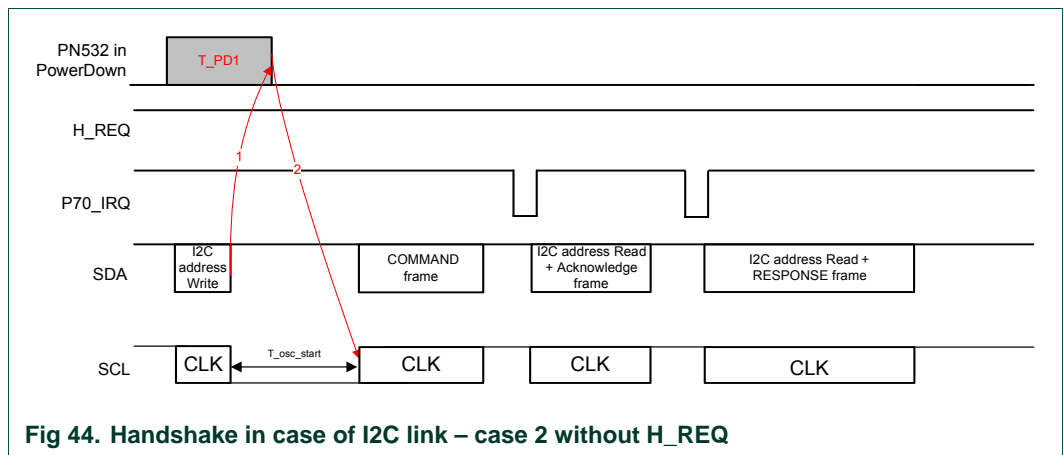 PN532 in
PowerDown
T_PD1
H_REQ
1
2
P70_IRQ
SDA
I2C
address
Write
COMMAND
frame
I2C address Read
+ Acknowledge
frame
I2C address Read +
RESPONSE frame
SCL
CLK
T_osc_start
CLK
CLK
CLK
Fig 44. Handshake in case of I2C link – case 2 without H_REQ